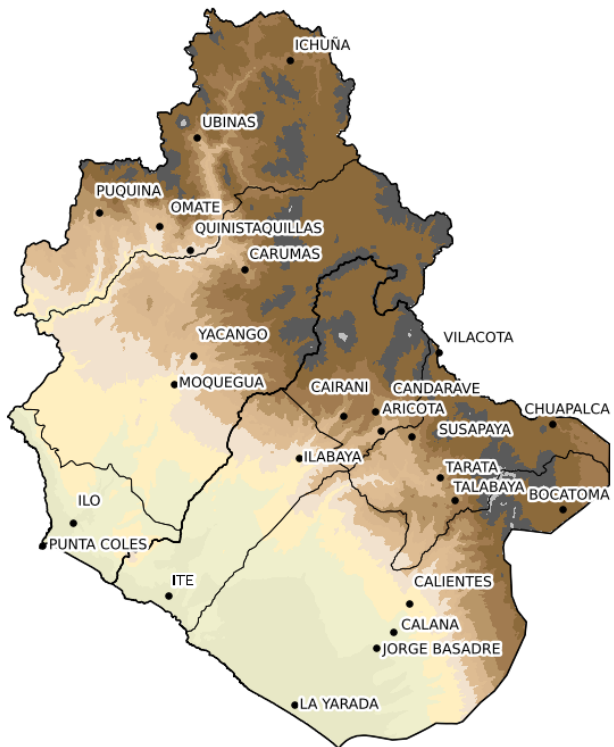 ICHUÑA
UBINAS
PUQUINA
OMATE
QUINISTAQUILLAS
CARUMAS
YACANGO
VILACOTA
MOQUEGUA
CAIRANI
CANDARAVE
ARICOTA
CHUAPALCA
SUSAPAYA
ILABAYA
TARATA
TALABAYA
BOCATOMA
ILO
PUNTA COLES
ITE
CALIENTES
CALANA
JORGE BASADRE
LA YARADA